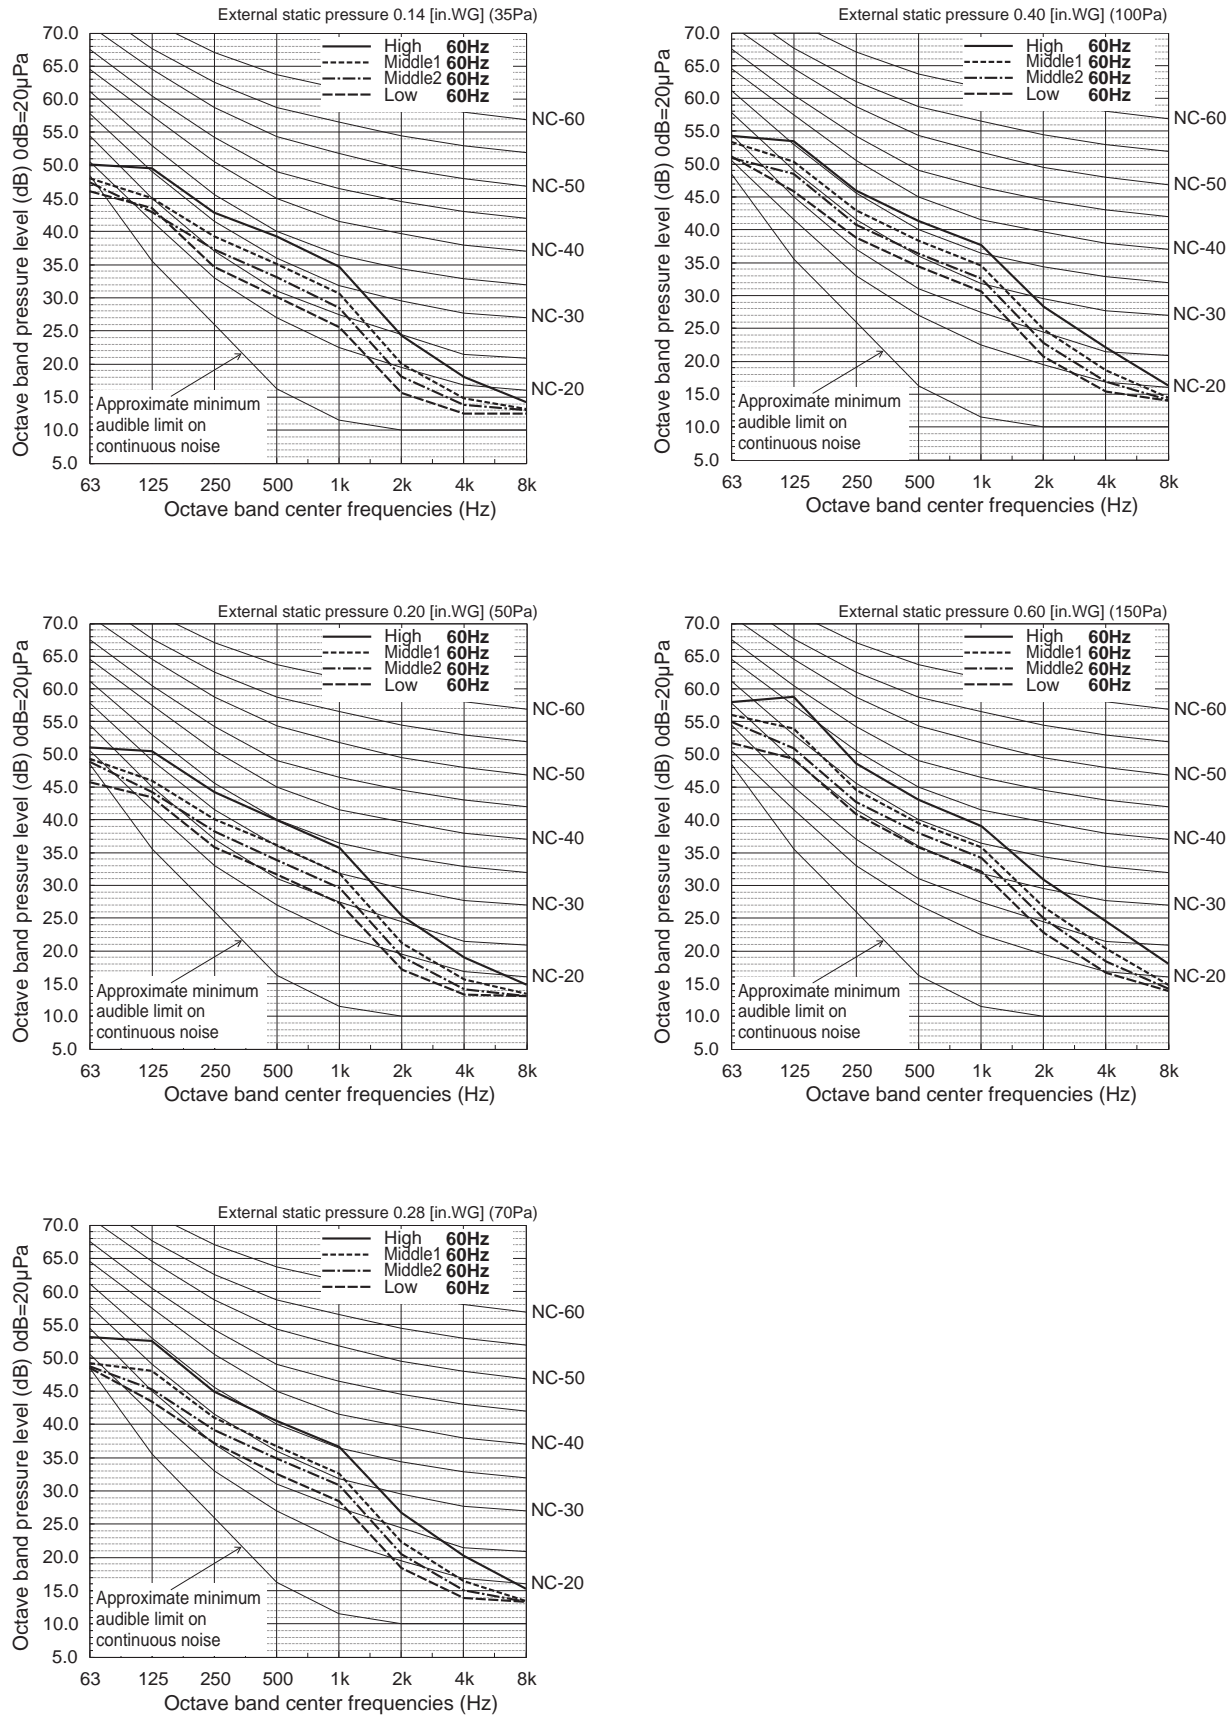 External static pressure 0.14 [in.WG] (35Pa)
Octave band pressure level (dB) 0dB=20µPa
70.0
65.0
60.0
55.0
50.0
45.0
40.0
35.0
30.0
25.0
20.0
15.0
10.0
5.0
High 60Hz
Middle1 60Hz
Middle2 60Hz
Low 60Hz
NC-60
NC-50
NC-40
NC-30
NC-20
Approximate minimum
audible limit on
continuous noise
63 125 250 500 1k 2k 4k 8k
Octave band center frequencies (Hz)
External static pressure 0.40 [in.WG] (100Pa)
Octave band pressure level (dB) 0dB=20µPa
70.0
65.0
60.0
55.0
50.0
45.0
40.0
35.0
30.0
25.0
20.0
15.0
10.0
5.0
High 60Hz
Middle1 60Hz
Middle2 60Hz
Low 60Hz
NC-60
NC-50
NC-40
NC-30
NC-20
Approximate minimum
audible limit on
continuous noise
63 125 250 500 1k 2k 4k 8k
Octave band center frequencies (Hz)
External static pressure 0.20 [in.WG] (50Pa)
Octave band pressure level (dB) 0dB=20µPa
70.0
65.0
60.0
55.0
50.0
45.0
40.0
35.0
30.0
25.0
20.0
15.0
10.0
5.0
High 60Hz
Middle1 60Hz
Middle2 60Hz
Low 60Hz
NC-60
NC-50
NC-40
NC-30
NC-20
Approximate minimum
audible limit on
continuous noise
63 125 250 500 1k 2k 4k 8k
Octave band center frequencies (Hz)
External static pressure 0.60 [in.WG] (150Pa)
Octave band pressure level (dB) 0dB=20µPa
70.0
65.0
60.0
55.0
50.0
45.0
40.0
35.0
30.0
25.0
20.0
15.0
10.0
5.0
High 60Hz
Middle1 60Hz
Middle2 60Hz
Low 60Hz
NC-60
NC-50
NC-40
NC-30
NC-20
Approximate minimum
audible limit on
continuous noise
63 125 250 500 1k 2k 4k 8k
Octave band center frequencies (Hz)
External static pressure 0.28 [in.WG] (70Pa)
Octave band pressure level (dB) 0dB=20µPa
70.0
65.0
60.0
55.0
50.0
45.0
40.0
35.0
30.0
25.0
20.0
15.0
10.0
5.0
High 60Hz
Middle1 60Hz
Middle2 60Hz
Low 60Hz
NC-60
NC-50
NC-40
NC-30
NC-20
Approximate minimum
audible limit on
continuous noise
63 125 250 500 1k 2k 4k 8k
Octave band center frequencies (Hz)